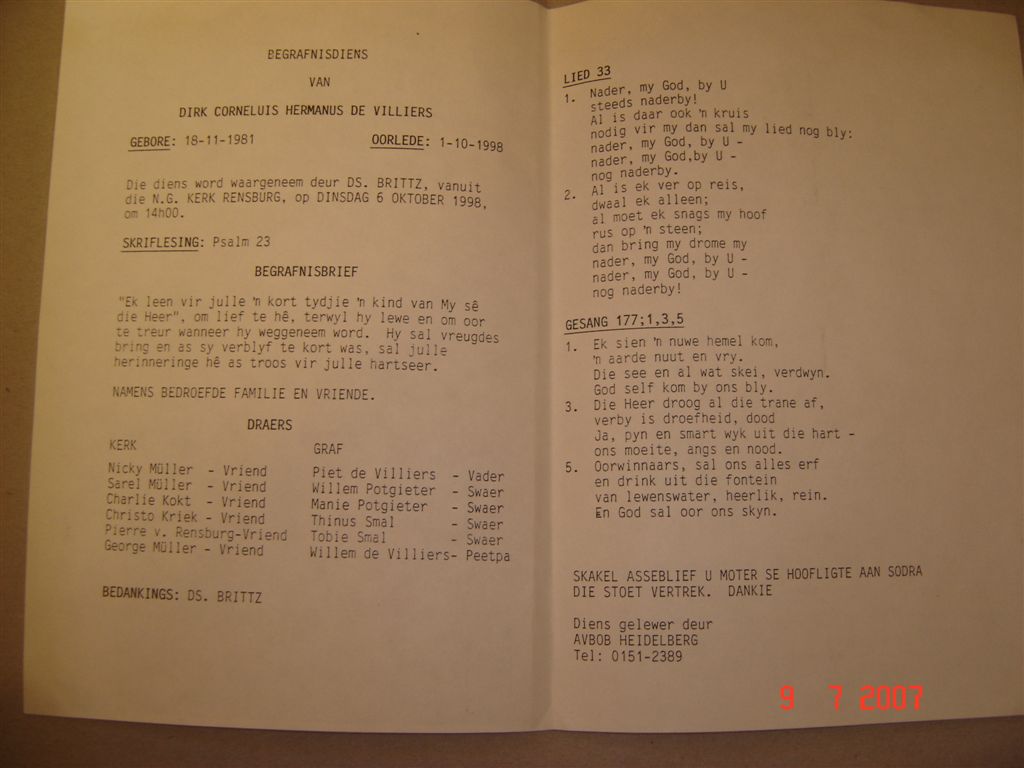 BEGRAFNISDIENS
VAN
DIRK CORNELUIS HERMANUS DE VILLIERS
GEBORE: 18-11-1981 OORLEDE: 1-10-1998
Die diens word waargeneem deur DS. BRITTZ, vanuit
die N.G. KERK RENSBURG, op DINSDAG 6 OKTOBER 1998,
om 14h00.
SKRIFLESING: Psalm 23
BEGRAFNISBRIEF
"Ek leen vir julle 'n kort tydjie 'n kind van My sê
die Heer", om lief te hê, terwyl hy lewe en om oor
te treur wanneer hy weggeneem word. Hy sal vreugdes
bring en as sy verblyf te kort was, sal julle
herinneringe hê as troos vir julle hartseer.
NAMENS BEDROEFDE FAMILIE EN VRIENDE.
DRAERS
KERK GRAF
Nicky Müller - Vriend Piet de Villiers - Vader
Sarel Müller - Vriend Willem Potgieter - Swaer
Charlie Kokt - Vriend Manie Potgieter - Swaer
Christo Kriek - Vriend Thinus Smal - Swaer
Pierre v. Rensburg-Vriend Tobie Smal - Swaer
George Müller - Vriend Willem de Villiers- Peetpa
BEDANKINGS: DS. BRITTZ
LIED 33
1. Nader, my God, by U
steeds naderby!
Al is daar ook 'n kruis
nodig vir my dan sal my lied nog bly:
nader, my God, by U -
nader, my God,by U -
nog naderby.
2. Al is ek ver op reis,
dwaal ek alleen;
al moet ek snags my hoof
rus op 'n steen;
dan bring my drome my
nader, my God, by U -
nader, my God, by U -
nog naderby!
GESANG 177;1,3,5
1. Ek sien 'n nuwe hemel kom,
'n aarde nuut en vry.
Die see en al wat skei, verdwyn.
God self kom by ons bly.
3. Die Heer droog al die trane af,
verby is droefheid, dood
Ja, pyn en smart wyk uit die hart -
ons moeite, angs en nood.
5. Oorwinnaars, sal ons alles erf
en drink uit die fontein
van lewenswater, heerlik, rein.
En God sal oor ons skyn.
SKAKEL ASSEBLIEF U MOTER SE HOOFLIGTE AAN SODRA
DIE STOET VERTREK. DANKIE
Diens gelewer deur
AVBOB HEIDELBERG
Tel: 0151-2389
9 7 2007